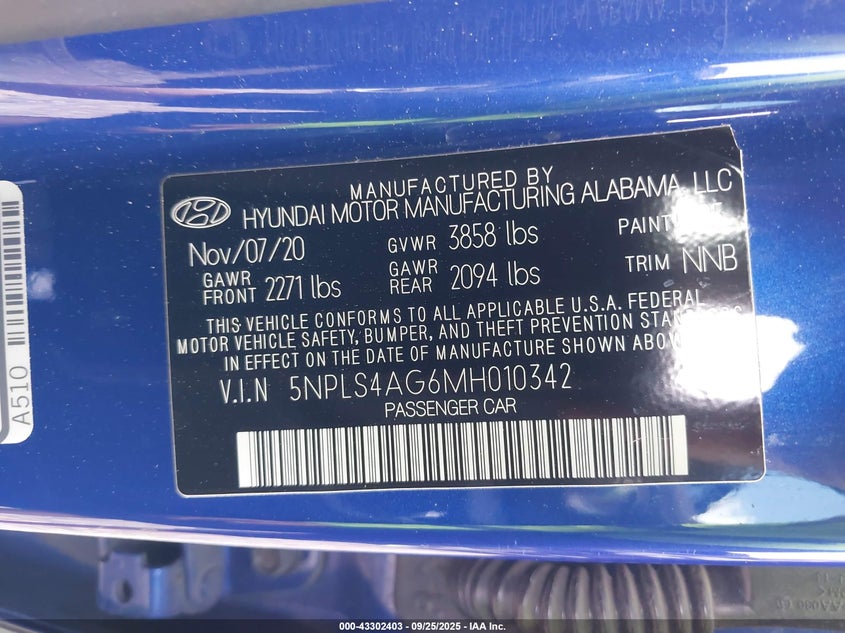 MANUFACTURED BY
HYUNDAI MOTOR MANUFACTURING ALABAMA, LLC
Nov/07/20 GVWR 3858 lbs PAINT
GAWR FRONT 2271 lbs GAWR REAR 2094 lbs TRIM NNB
THIS VEHICLE CONFORMS TO ALL APPLICABLE U.S.A. FEDERAL
MOTOR VEHICLE SAFETY, BUMPER, AND THEFT PREVENTION STANDARDS
IN EFFECT ON THE DATE OF MANUFACTURE SHOWN ABOVE
V.I.N 5NPLS4AG6MH010342
PASSENGER CAR
A510
000-43302403 - 09/25/2025 - IAA Inc.